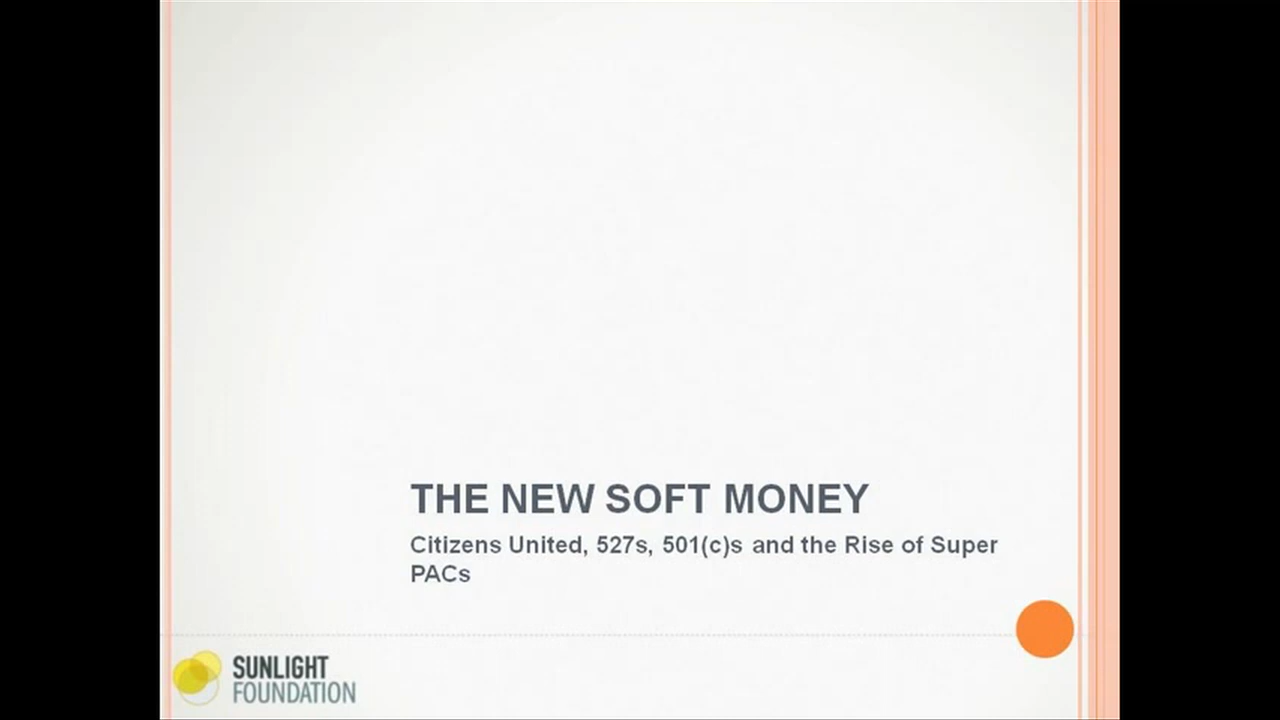 THE NEW SOFT MONEY
Citizens United, 527s, 501(c)s and the Rise of Super
PACs
SUNLIGHT
FOUNDATION